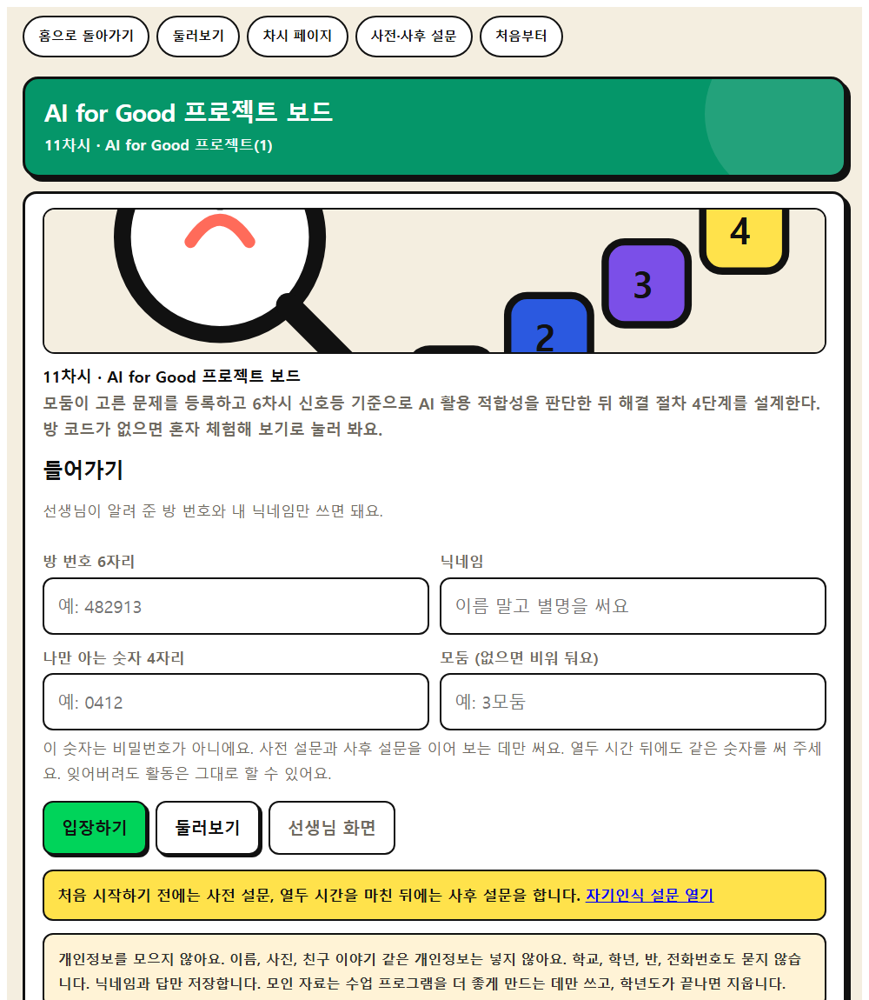 홈으로 돌아가기 둘러보기 차시 페이지 사전·사후 설문 처음부터
AI for Good 프로젝트 보드
11차시 · AI for Good 프로젝트(1)
4
3
2
11차시 · AI for Good 프로젝트 보드
모둠이 고른 문제를 등록하고 6차시 신호등 기준으로 AI 활용 적합성을 판단한 뒤 해결 절차 4단계를 설계한다.
방 코드가 없으면 혼자 체험해 보기로 눌러 봐요.
들어가기
선생님이 알려 준 방 번호와 내 닉네임만 쓰면 돼요.
방 번호 6자리 닉네임
예: 482913 이름 말고 별명을 써요
나만 아는 숫자 4자리 모둠 (없으면 비워 둬요)
예: 0412 예: 3모둠
이 숫자는 비밀번호가 아니에요. 사전 설문과 사후 설문을 이어 보는 데만 써요. 열두 시간 뒤에도 같은 숫자를 써 주세
요. 잊어버려도 활동은 그대로 할 수 있어요.
입장하기 둘러보기 선생님 화면
처음 시작하기 전에는 사전 설문, 열두 시간을 마친 뒤에는 사후 설문을 합니다. 자기인식 설문 열기
개인정보를 모으지 않아요. 이름, 사진, 친구 이야기 같은 개인정보는 넣지 않아요. 학교, 학년, 반, 전화번호도 묻지 않습
니다. 닉네임과 답만 저장합니다. 모인 자료는 수업 프로그램을 더 좋게 만드는 데만 쓰고, 학년도가 끝나면 지웁니다.